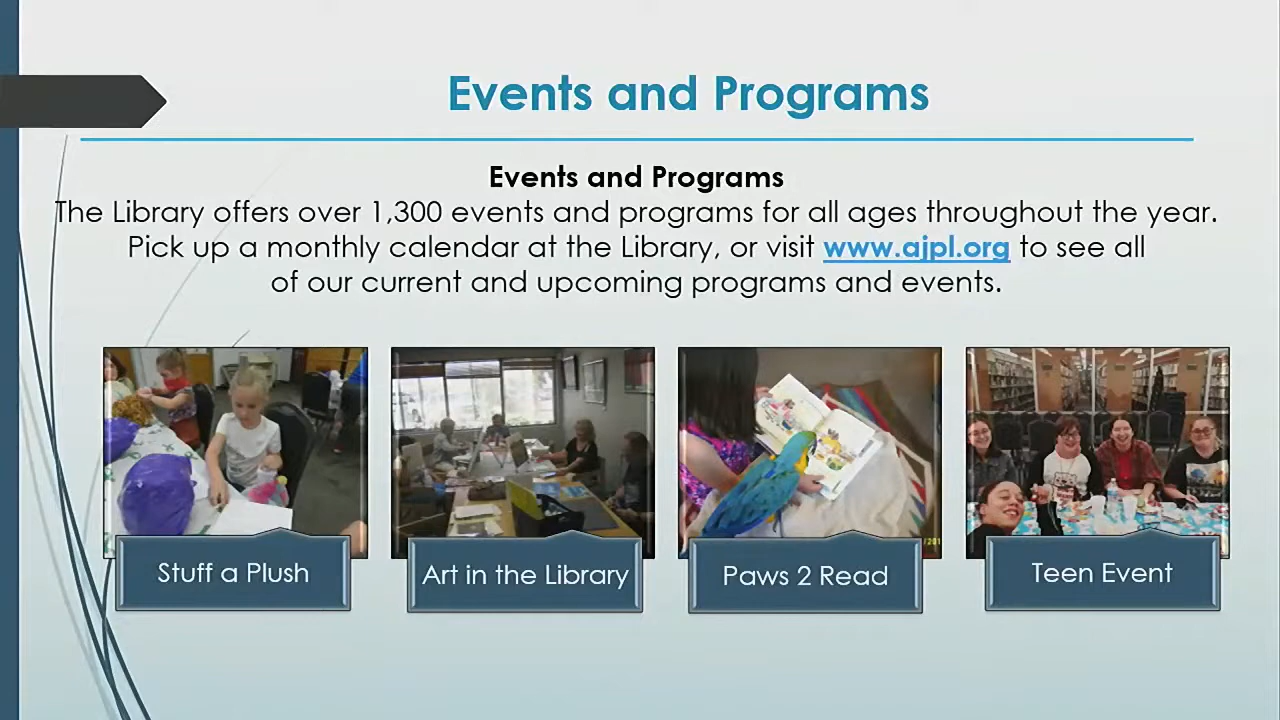 Events and Programs
Events and Programs
The Library offers over 1,300 events and programs for all ages throughout the year.
Pick up a monthly calendar at the Library, or visit www.ajpl.org to see all
of our current and upcoming programs and events.
Stuff a Plush
Art in the Library
Paws 2 Read
Teen Event